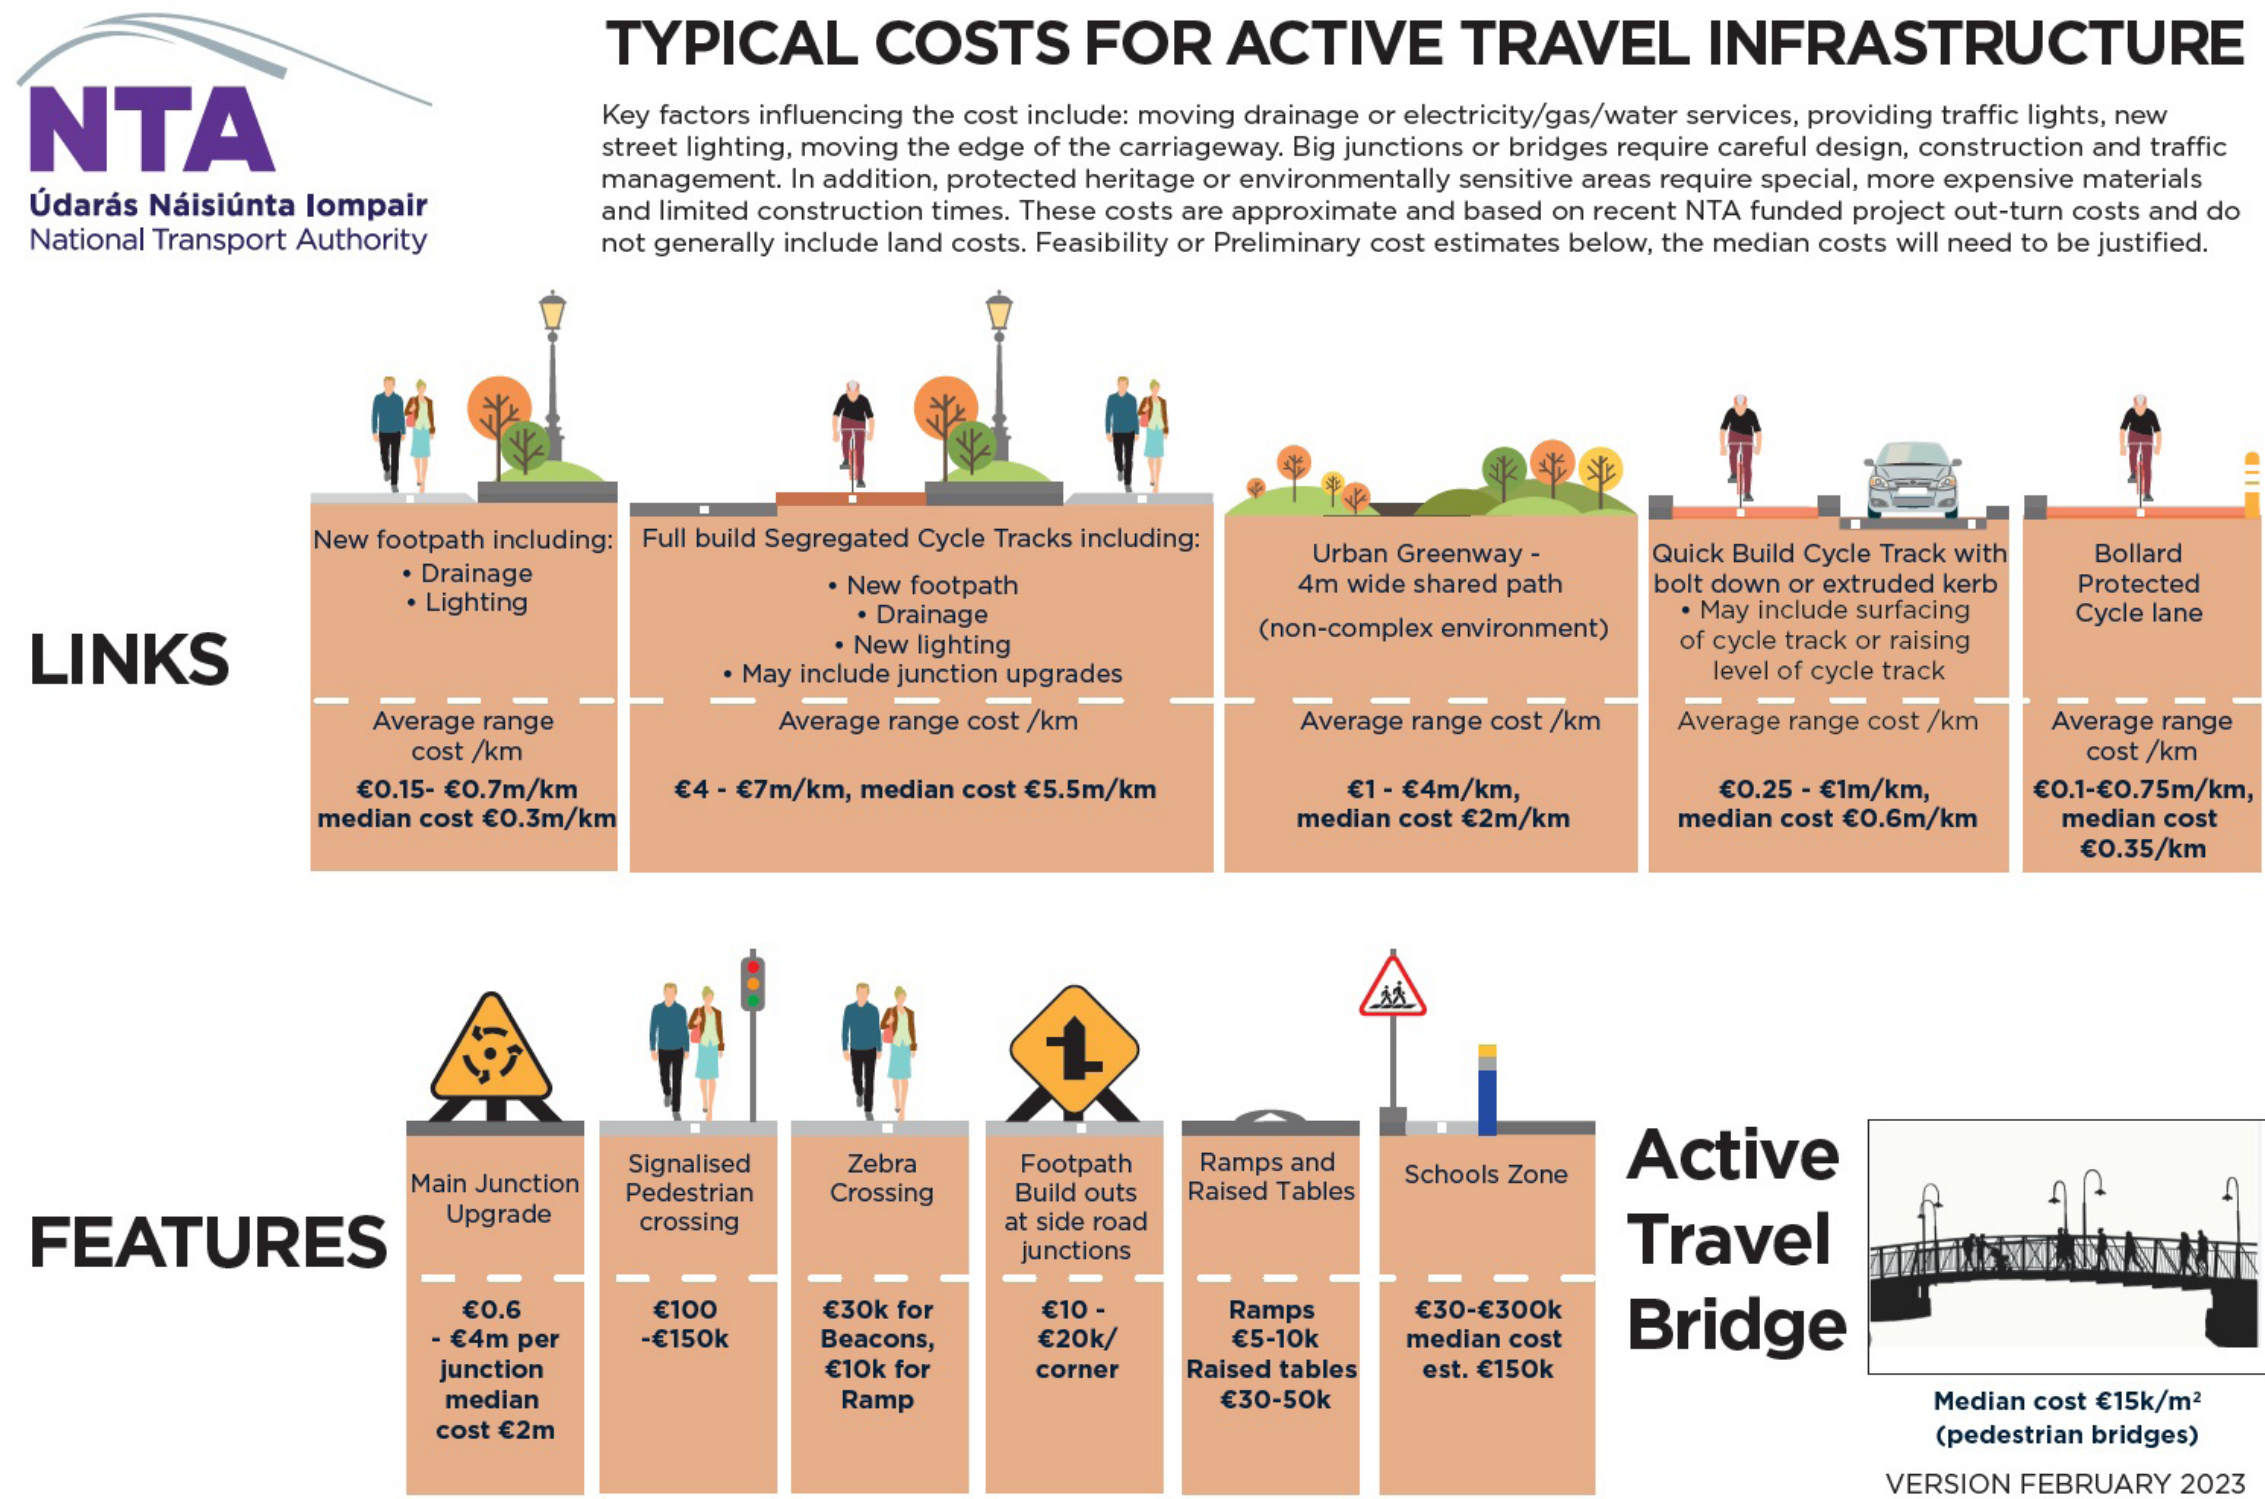 NTA
Údarás Náisiúnta Iompair
National Transport Authority
TYPICAL COSTS FOR ACTIVE TRAVEL INFRASTRUCTURE
Key factors influencing the cost include: moving drainage or electricity/gas/water services, providing traffic lights, new
street lighting, moving the edge of the carriageway. Big junctions or bridges require careful design, construction and traffic
management. In addition, protected heritage or environmentally sensitive areas require special, more expensive materials
and limited construction times. These costs are approximate and based on recent NTA funded project out-turn costs and do
not generally include land costs. Feasibility or Preliminary cost estimates below, the median costs will need to be justified.
LINKS
New footpath including:
• Drainage
• Lighting
Average range
cost /km
€0.15- €0.7m/km
median cost €0.3m/km
Full build Segregated Cycle Tracks including:
• New footpath
• Drainage
• New lighting
• May include junction upgrades
Average range cost /km
€4 - €7m/km, median cost €5.5m/km
Urban Greenway -
4m wide shared path
(non-complex environment)
Average range cost /km
€1 - €4m/km,
median cost €2m/km
Quick Build Cycle Track with
bolt down or extruded kerb
• May include surfacing
of cycle track or raising
level of cycle track
Average range cost /km
€0.25 - €1m/km,
median cost €0.6m/km
Bollard
Protected
Cycle lane
Average range
cost /km
€0.1-€0.75m/km,
median cost
€0.35/km
FEATURES
Main Junction
Upgrade
€0.6
- €4m per
junction
median
cost €2m
Signalised
Pedestrian
crossing
€100
-€150k
Zebra
Crossing
€30k for
Beacons,
€10k for
Ramp
Footpath
Build outs
at side road
junctions
€10 -
€20k/
corner
Ramps and
Raised Tables
Ramps
€5-10k
Raised tables
€30-50k
Schools Zone
€30-€300k
median cost
est. €150k
Active
Travel
Bridge
Median cost €15k/m²
(pedestrian bridges)
VERSION FEBRUARY 2023